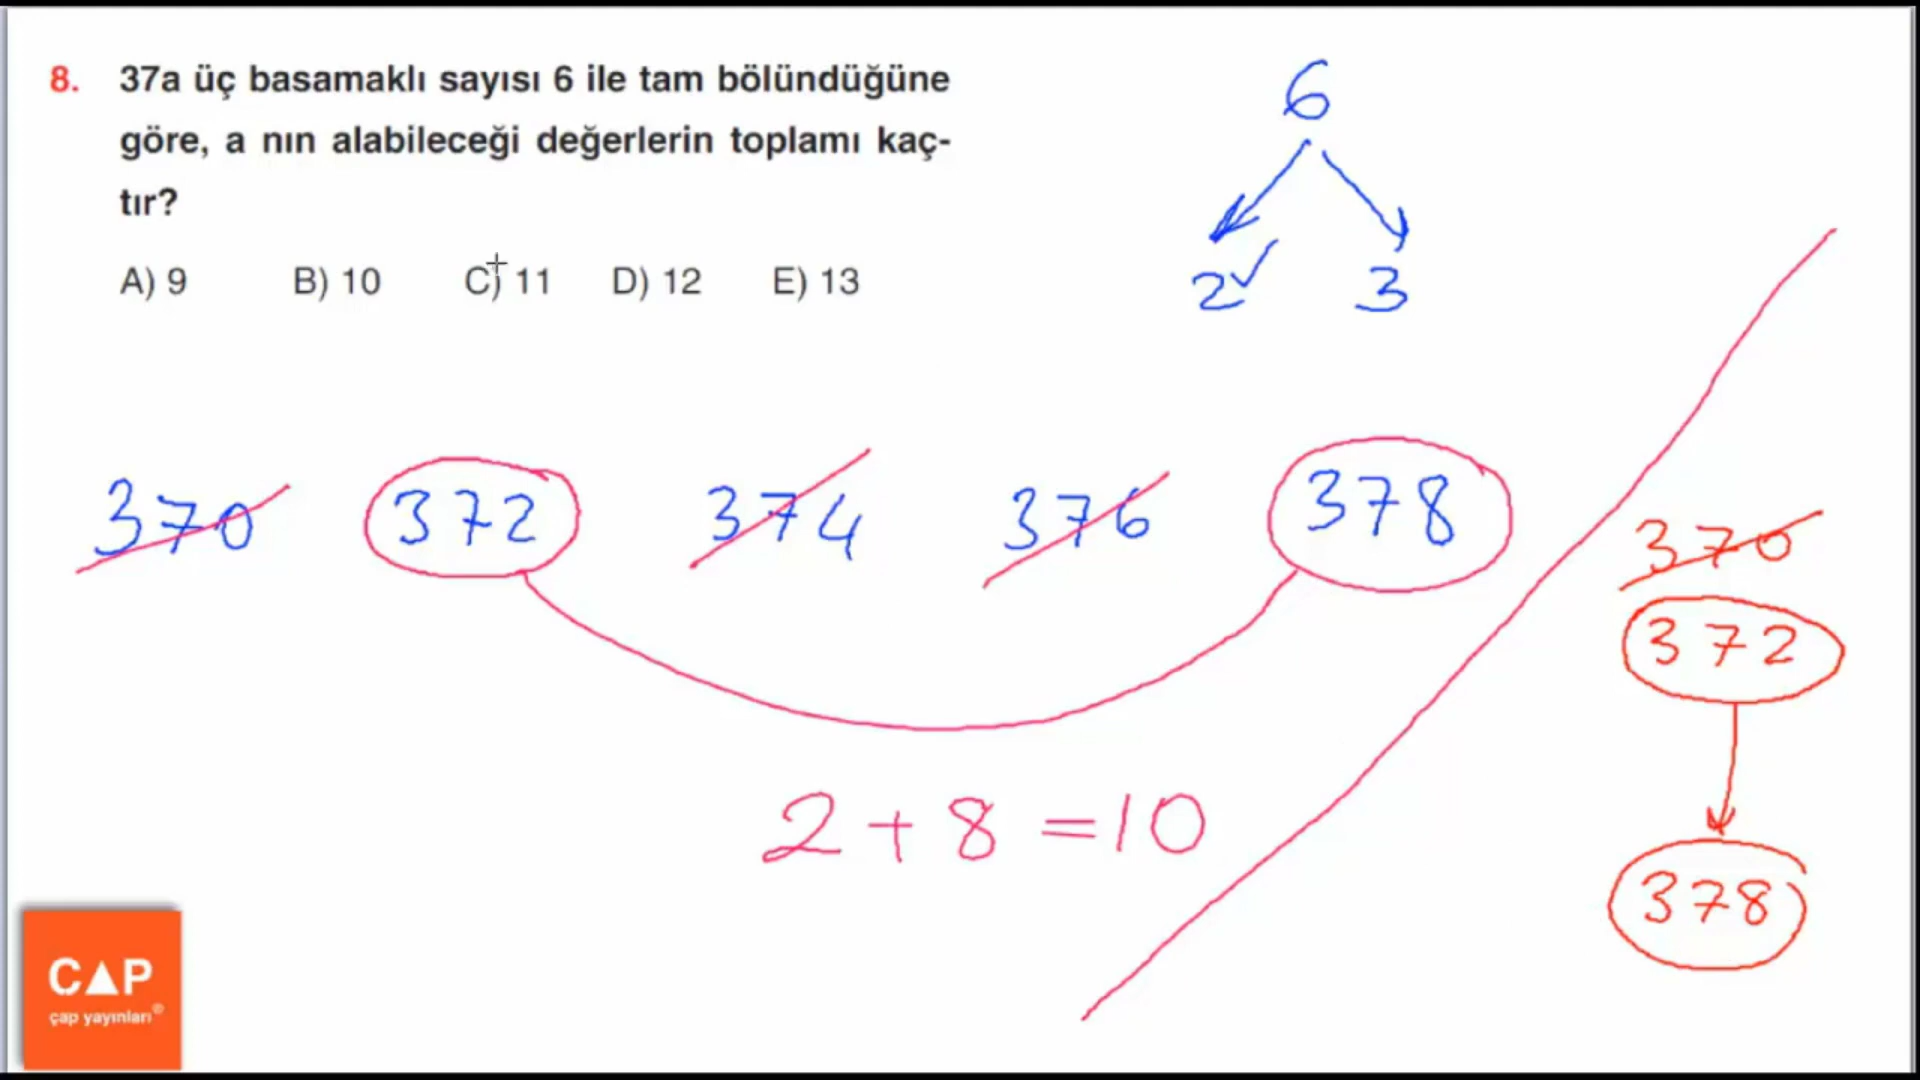 8. 37a üç basamaklı sayısı 6 ile tam bölündüğüne
göre, a nın alabileceği değerlerin toplamı kaç-
tır?
A) 9 B) 10 C) 11 D) 12 E) 13
6
2 3
370 372 374 376 378
2 + 8 = 10
370
372
378
CAP
çap yayınları®